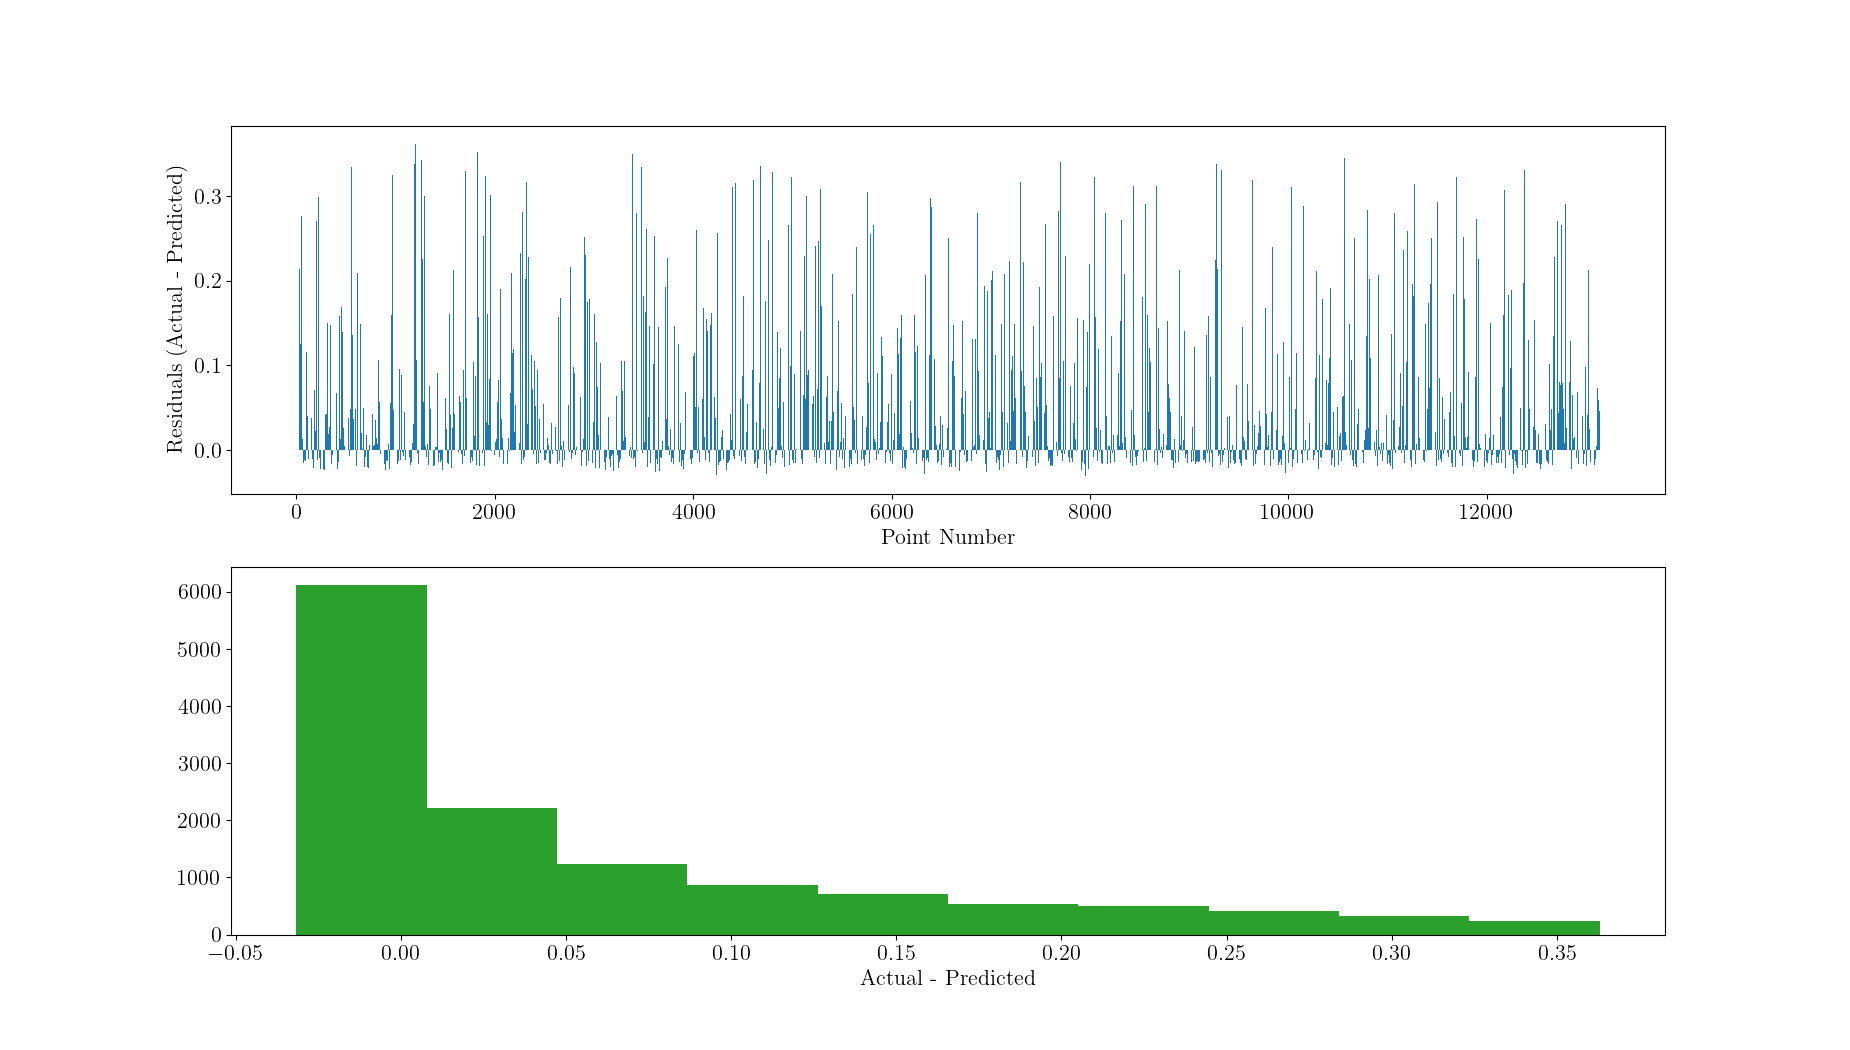 Residuals (Actual - Predicted)
0.3
0.2
0.1
0.0
0 2000 4000 6000 8000 10000 12000
Point Number
6000
5000
4000
3000
2000
1000
0
−0.05 0.00 0.05 0.10 0.15 0.20 0.25 0.30 0.35
Actual - Predicted